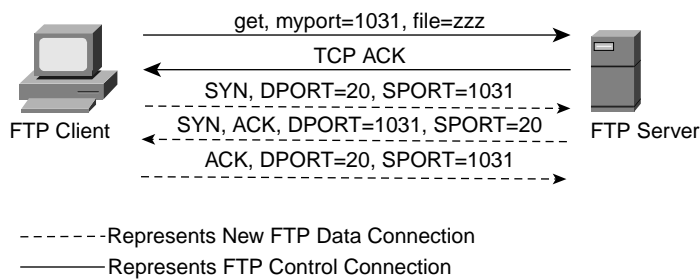 get, myport=1031, file=zzz
TCP ACK
SYN, DPORT=20, SPORT=1031
SYN, ACK, DPORT=1031, SPORT=20
ACK, DPORT=20, SPORT=1031
FTP Client
FTP Server
Represents New FTP Data Connection
Represents FTP Control Connection